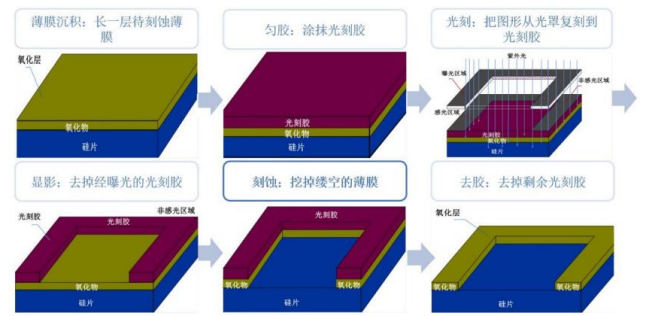 薄膜沉积：长一层待刻蚀薄
膜
匀胶：涂抹光刻胶
光刻：把图形从光罩复刻到
光刻胶
氧化层
氧化物
硅片
光刻胶
氧化物
硅片
紫外光
曝光区域
非感光区域
感光区域
光刻胶
氧化物
硅片
显影：去掉经曝光的光刻胶
刻蚀：挖掉缕空的薄膜
去胶：去掉剩余光刻胶
光刻胶
非感光区域
光刻胶
氧化物
硅片
光刻胶
氧化物
氧化物
硅片
氧化层
氧化物
氧化物
硅片